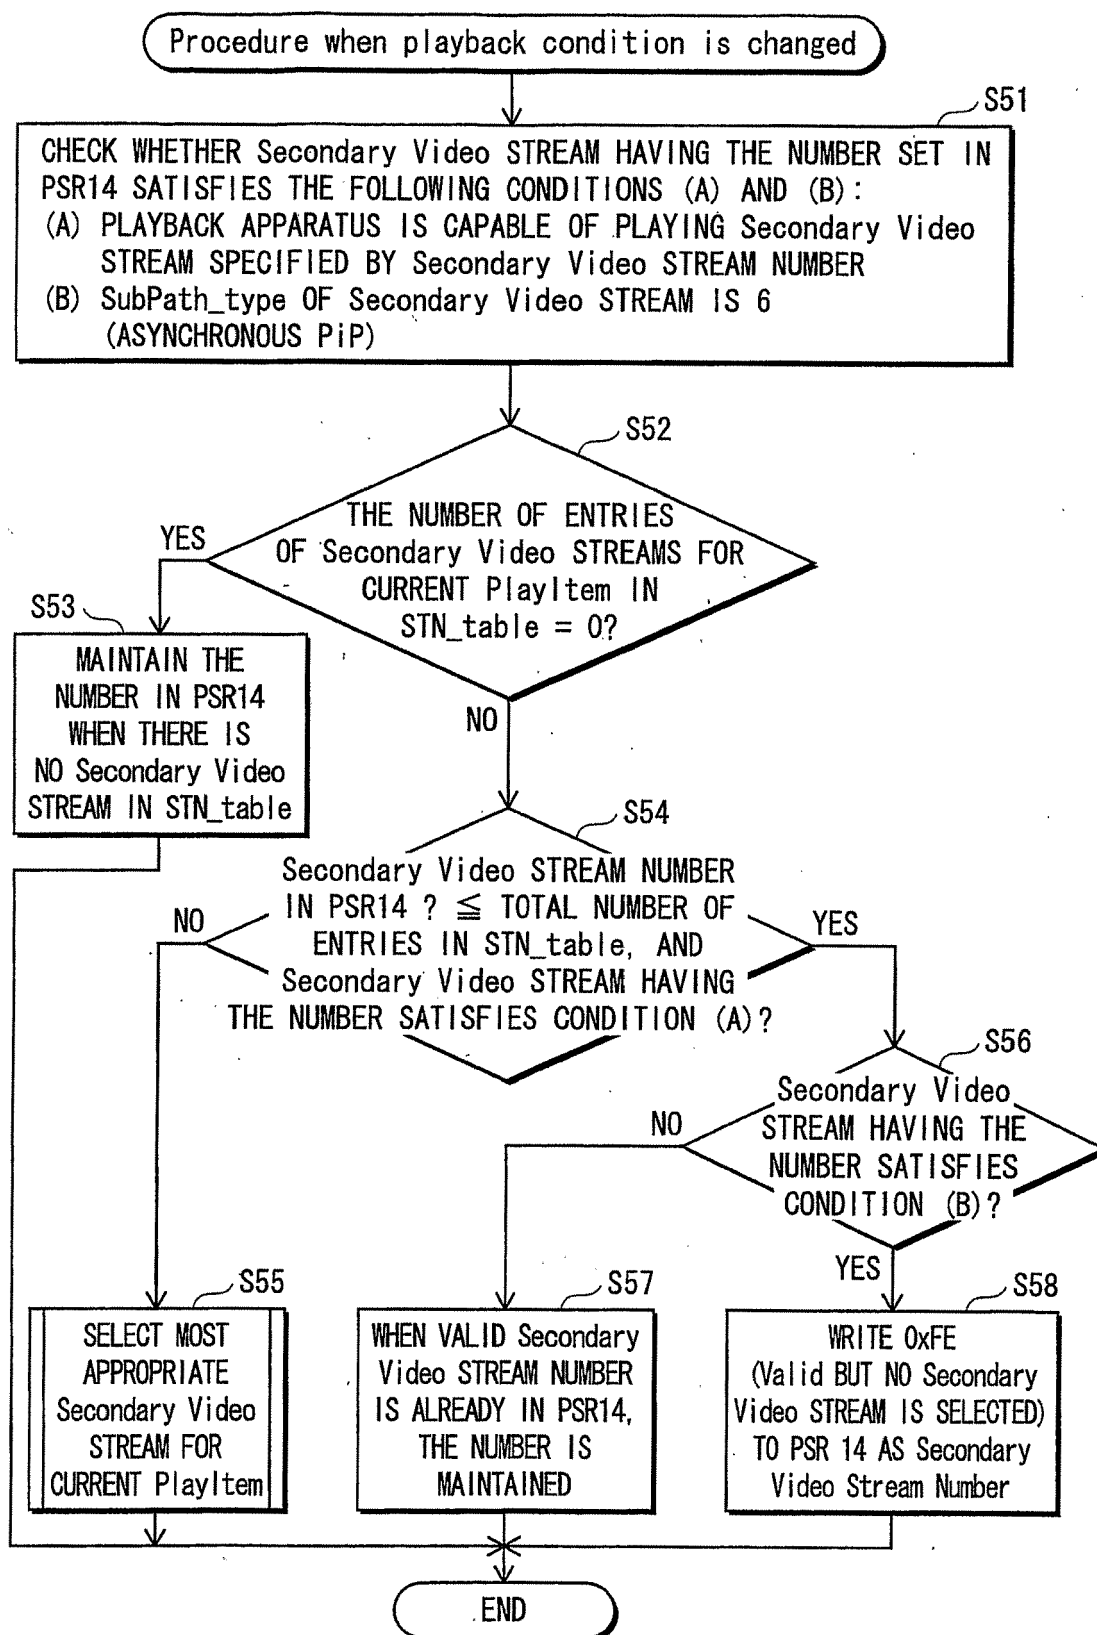 Procedure when playback condition is changed
S51
CHECK WHETHER Secondary Video STREAM HAVING THE NUMBER SET IN
PSR14 SATISFIES THE FOLLOWING CONDITIONS (A) AND (B):
(A) PLAYBACK APPARATUS IS CAPABLE OF PLAYING Secondary Video
STREAM SPECIFIED BY Secondary Video STREAM NUMBER
(B) SubPath_type OF Secondary Video STREAM IS 6
(ASYNCHRONOUS PiP)
S52
THE NUMBER OF ENTRIES
OF Secondary Video STREAMS FOR
CURRENT PlayItem IN
STN_table = 0?
YES
NO
S53
MAINTAIN THE
NUMBER IN PSR14
WHEN THERE IS
NO Secondary Video
STREAM IN STN_table
S54
Secondary Video STREAM NUMBER
IN PSR14 ? ≦ TOTAL NUMBER OF
ENTRIES IN STN_table, AND
Secondary Video STREAM HAVING
THE NUMBER SATISFIES CONDITION (A)?
NO
YES
S56
Secondary Video
STREAM HAVING THE
NUMBER SATISFIES
CONDITION (B)?
NO
YES
S55
SELECT MOST
APPROPRIATE
Secondary Video
STREAM FOR
CURRENT PlayItem
S57
WHEN VALID Secondary
Video STREAM NUMBER
IS ALREADY IN PSR14,
THE NUMBER IS
MAINTAINED
S58
WRITE 0xFE
(Valid BUT NO Secondary
Video STREAM IS SELECTED)
TO PSR 14 AS Secondary
Video Stream Number
END